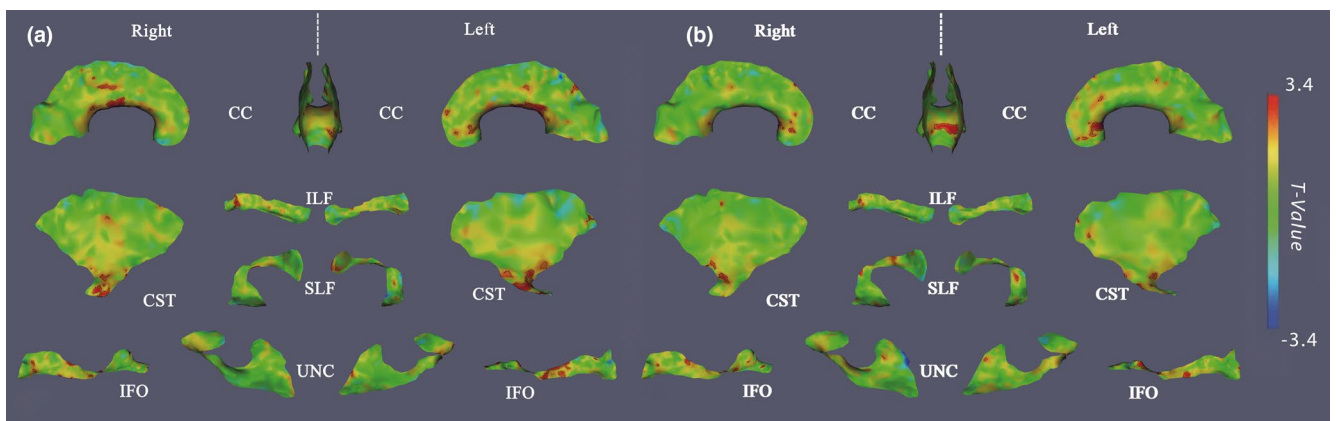 (a) Right Left (b) Right Left
3.4
CC CC CC CC
ILF ILF
T-Value
SLF SLF
CST CST CST CST
-3.4
UNC UNC
IFO IFO IFO IFO